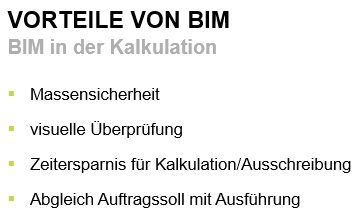 VORTEILE VON BIM
BIM in der Kalkulation
▪ Massensicherheit
▪ visuelle Überprüfung
▪ Zeitersparnis für Kalkulation/Ausschreibung
▪ Abgleich Auftragssoll mit Ausführung